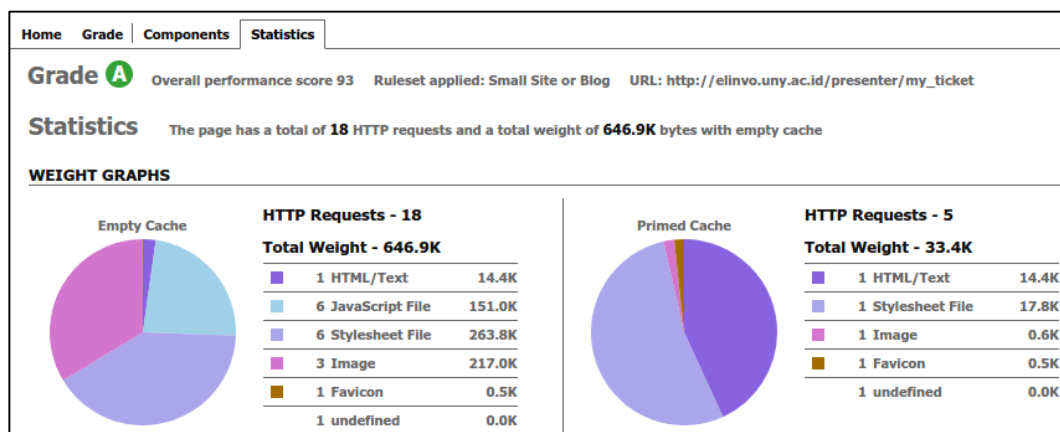 Home Grade Components Statistics
Grade A Overall performance score 93 Ruleset applied: Small Site or Blog URL: http://elinvo.uny.ac.id/presenter/my_ticket
Statistics The page has a total of 18 HTTP requests and a total weight of 646.9K bytes with empty cache
WEIGHT GRAPHS
Empty Cache
HTTP Requests - 18
Total Weight - 646.9K
1 HTML/Text 14.4K
6 JavaScript File 151.0K
6 Stylesheet File 263.8K
3 Image 217.0K
1 Favicon 0.5K
1 undefined 0.0K
Primed Cache
HTTP Requests - 5
Total Weight - 33.4K
1 HTML/Text 14.4K
1 Stylesheet File 17.8K
1 Image 0.6K
1 Favicon 0.5K
1 undefined 0.0K